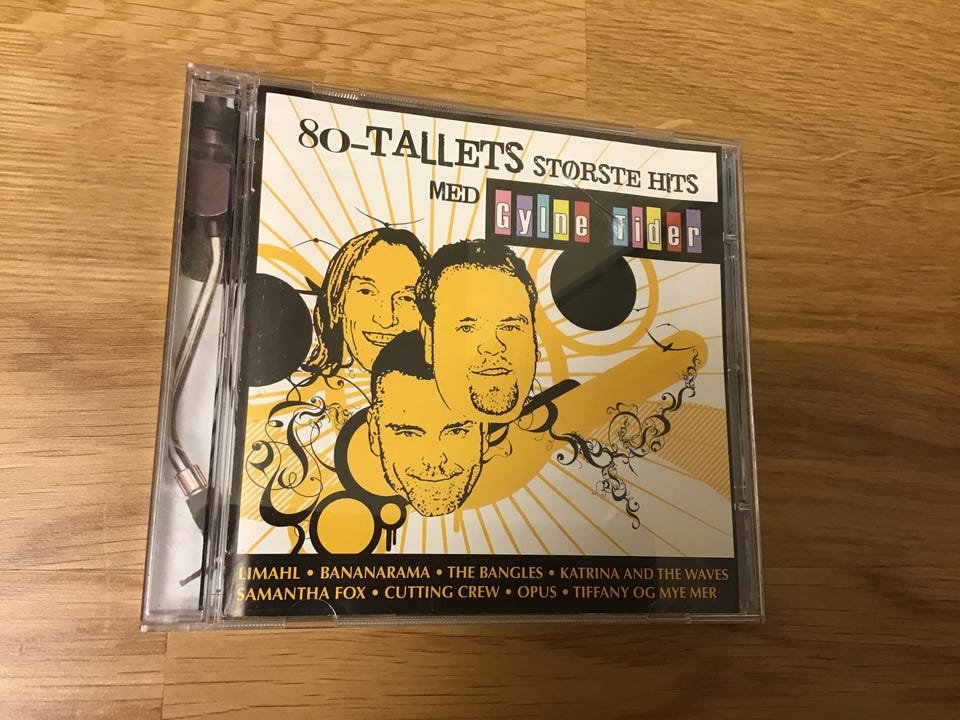 80-TALLETS STØRSTE HITS
MED Gylne Tider
LIMAHL • BANANARAMA • THE BANGLES • KATRINA AND THE WAVES
SAMANTHA FOX • CUTTING CREW • OPUS • TIFFANY OG MYE MER